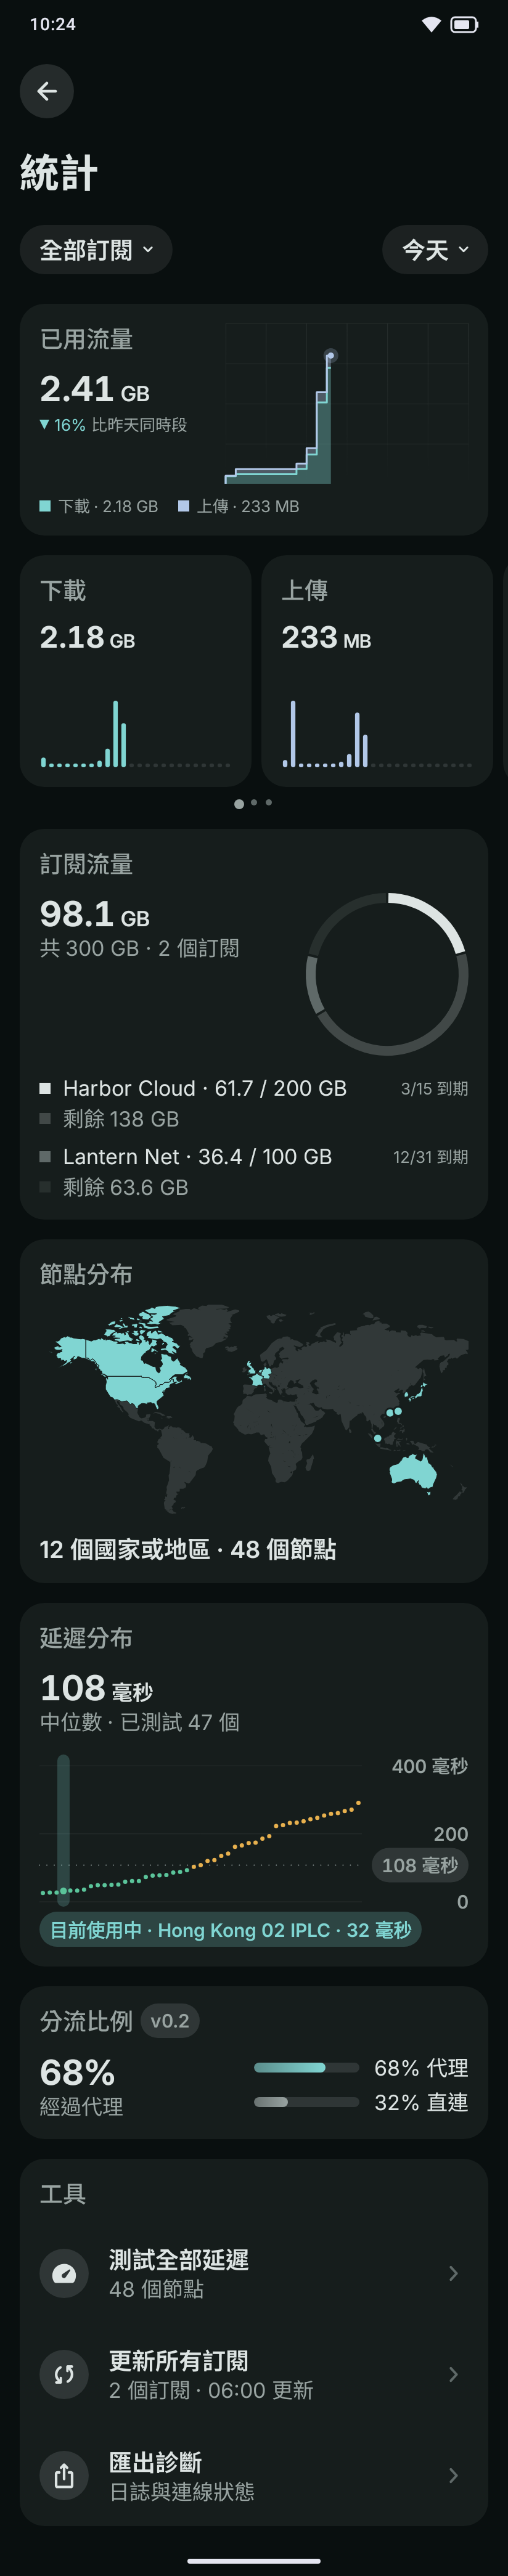 10:24
統計
全部訂閱
今天
已用流量
2.41 GB
▼ 16% 比昨天同時段
下載 · 2.18 GB
上傳 · 233 MB
下載
2.18 GB
上傳
233 MB
訂閱流量
98.1 GB
共 300 GB · 2 個訂閱
Harbor Cloud · 61.7 / 200 GB
3/15 到期
剩餘 138 GB
Lantern Net · 36.4 / 100 GB
12/31 到期
剩餘 63.6 GB
節點分布
12 個國家或地區 · 48 個節點
延遲分布
108 毫秒
中位數 · 已測試 47 個
400 毫秒
200
108 毫秒
0
目前使用中 · Hong Kong 02 IPLC · 32 毫秒
分流比例 v0.2
68%
經過代理
68% 代理
32% 直連
工具
測試全部延遲
48 個節點
更新所有訂閱
2 個訂閱 · 06:00 更新
匯出診斷
日誌與連線狀態